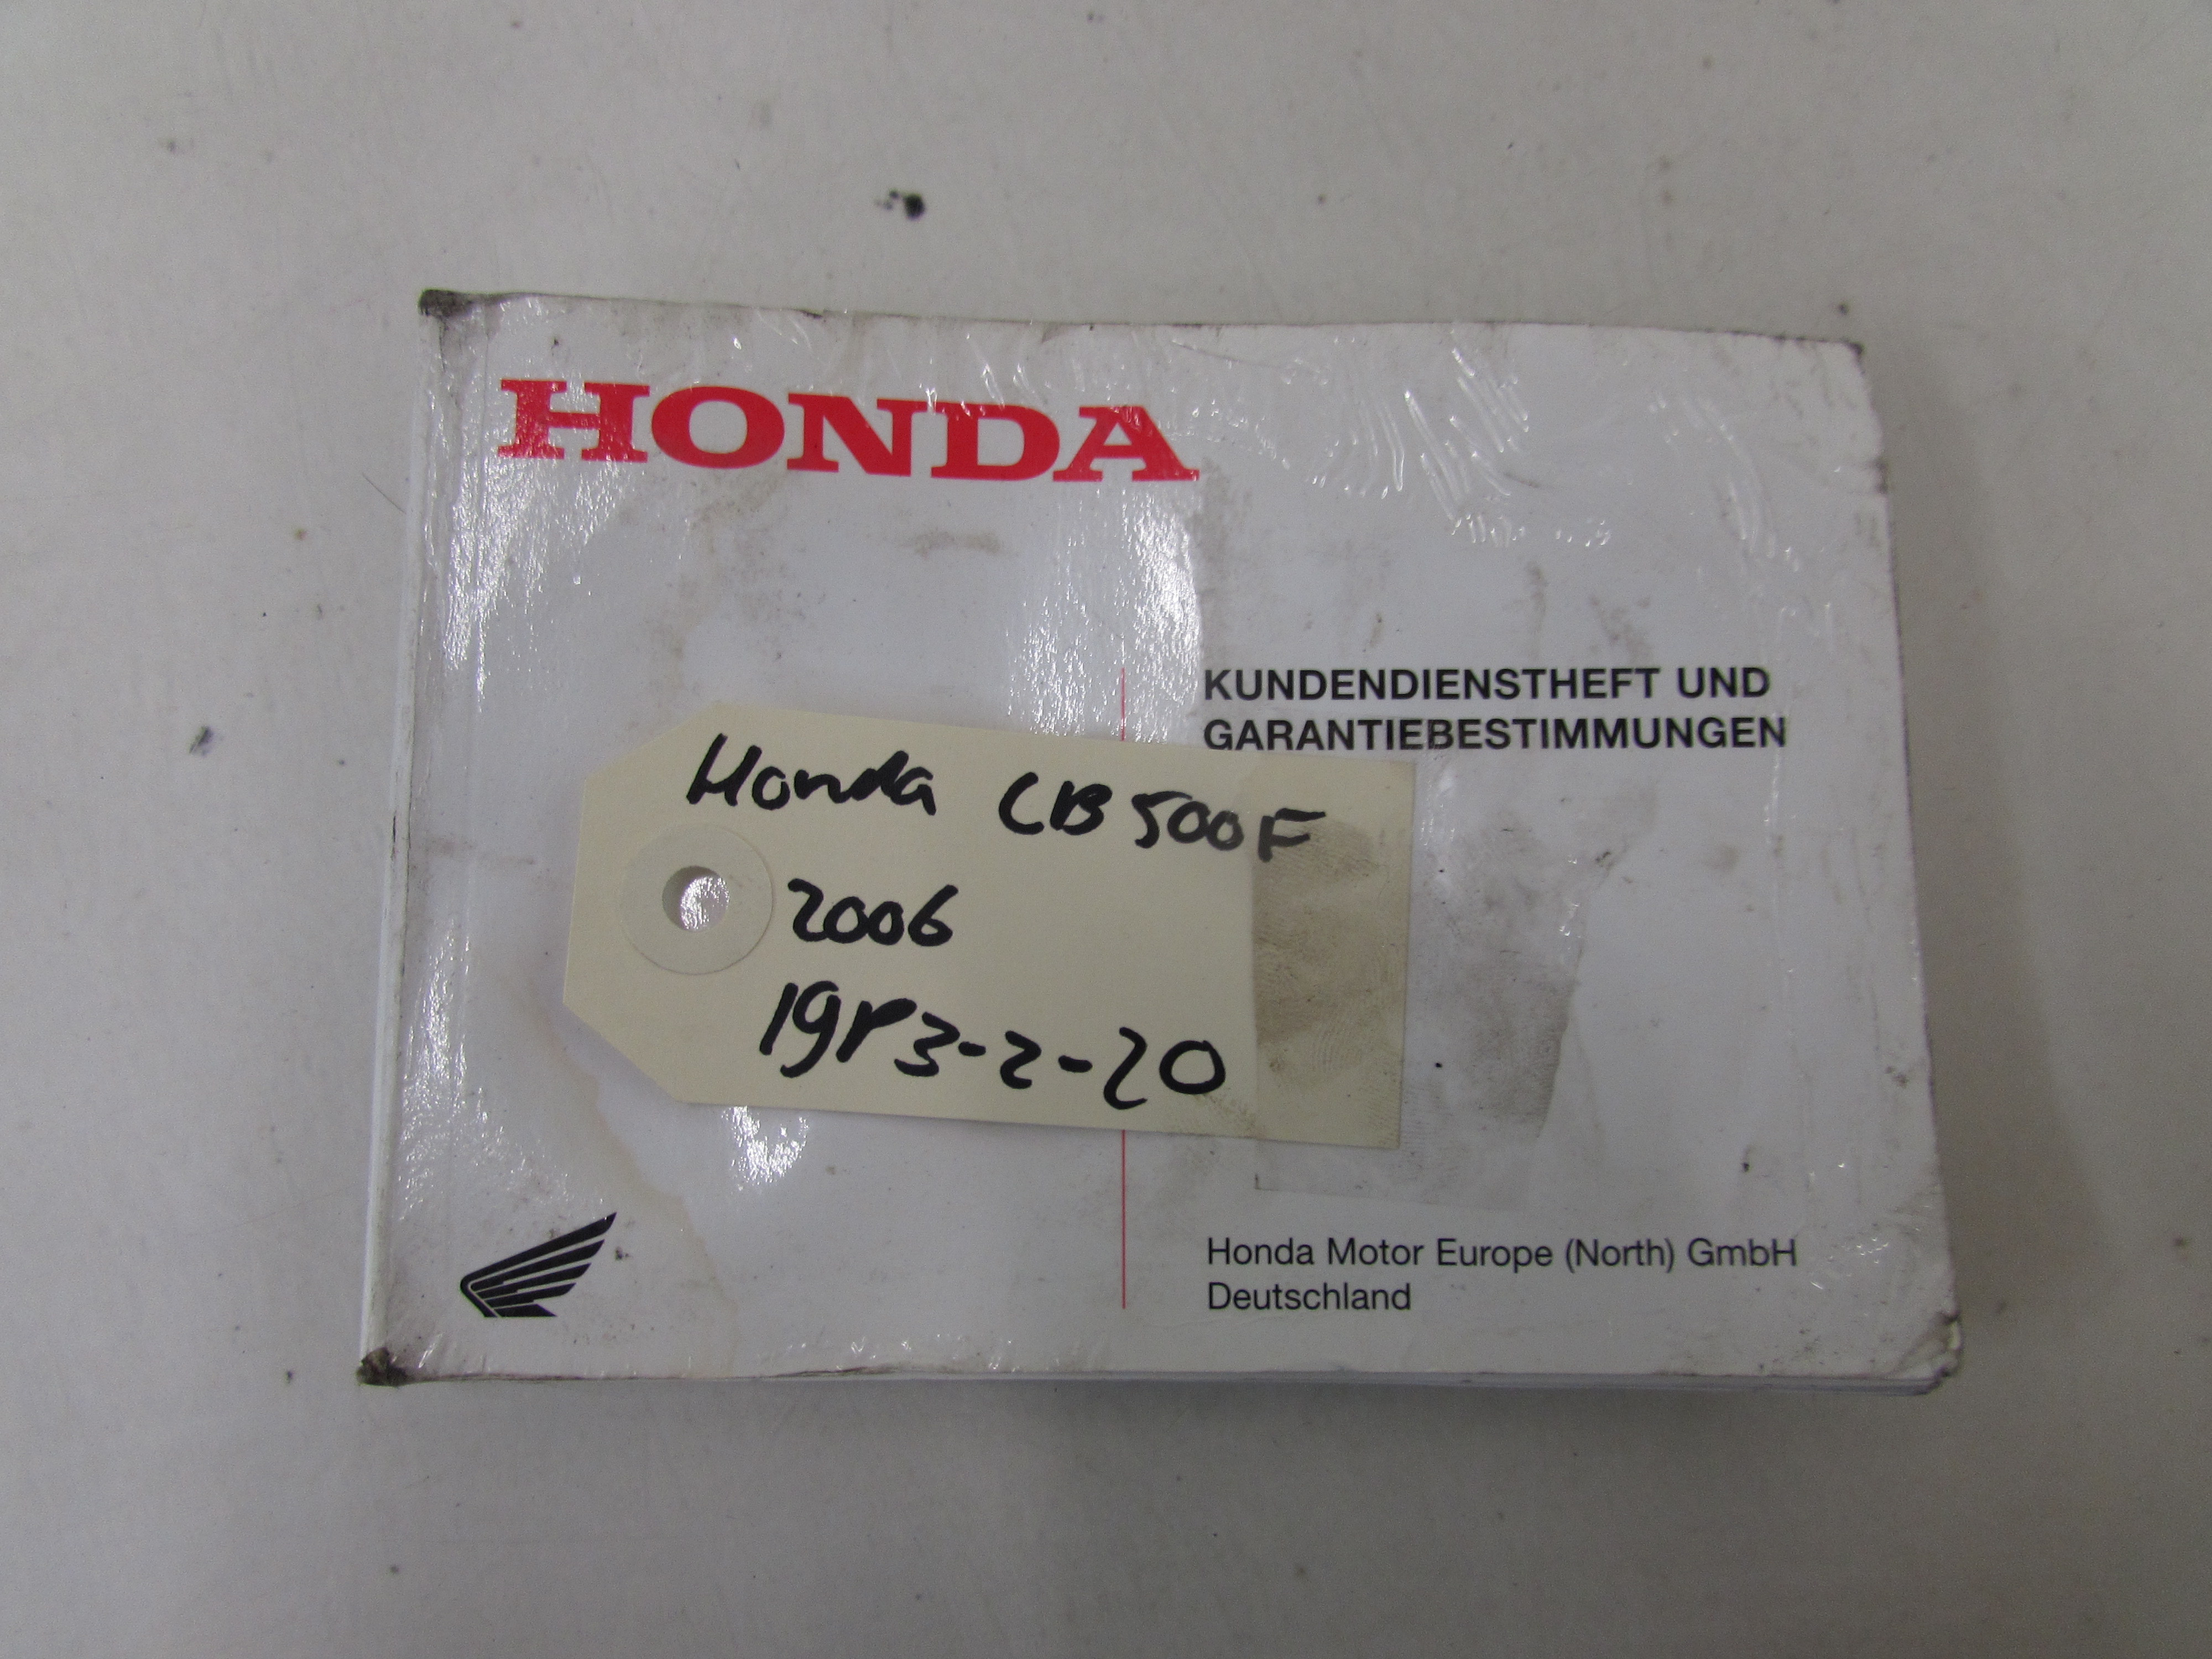 HONDA
KUNDENDIENSTHEFT UND
GARANTIEBESTIMMUNGEN
Honda CB500F
2006
19P3-2-20
Honda Motor Europe (North) GmbH
Deutschland